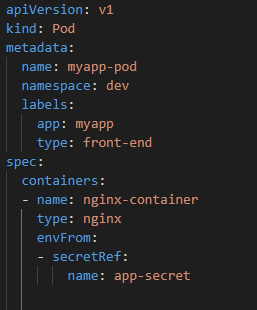 apiVersion: v1
kind: Pod
metadata:
  name: myapp-pod
  namespace: dev
  labels:
    app: myapp
    type: front-end
spec:
  containers:
  - name: nginx-container
    type: nginx
    envFrom:
    - secretRef:
        name: app-secret